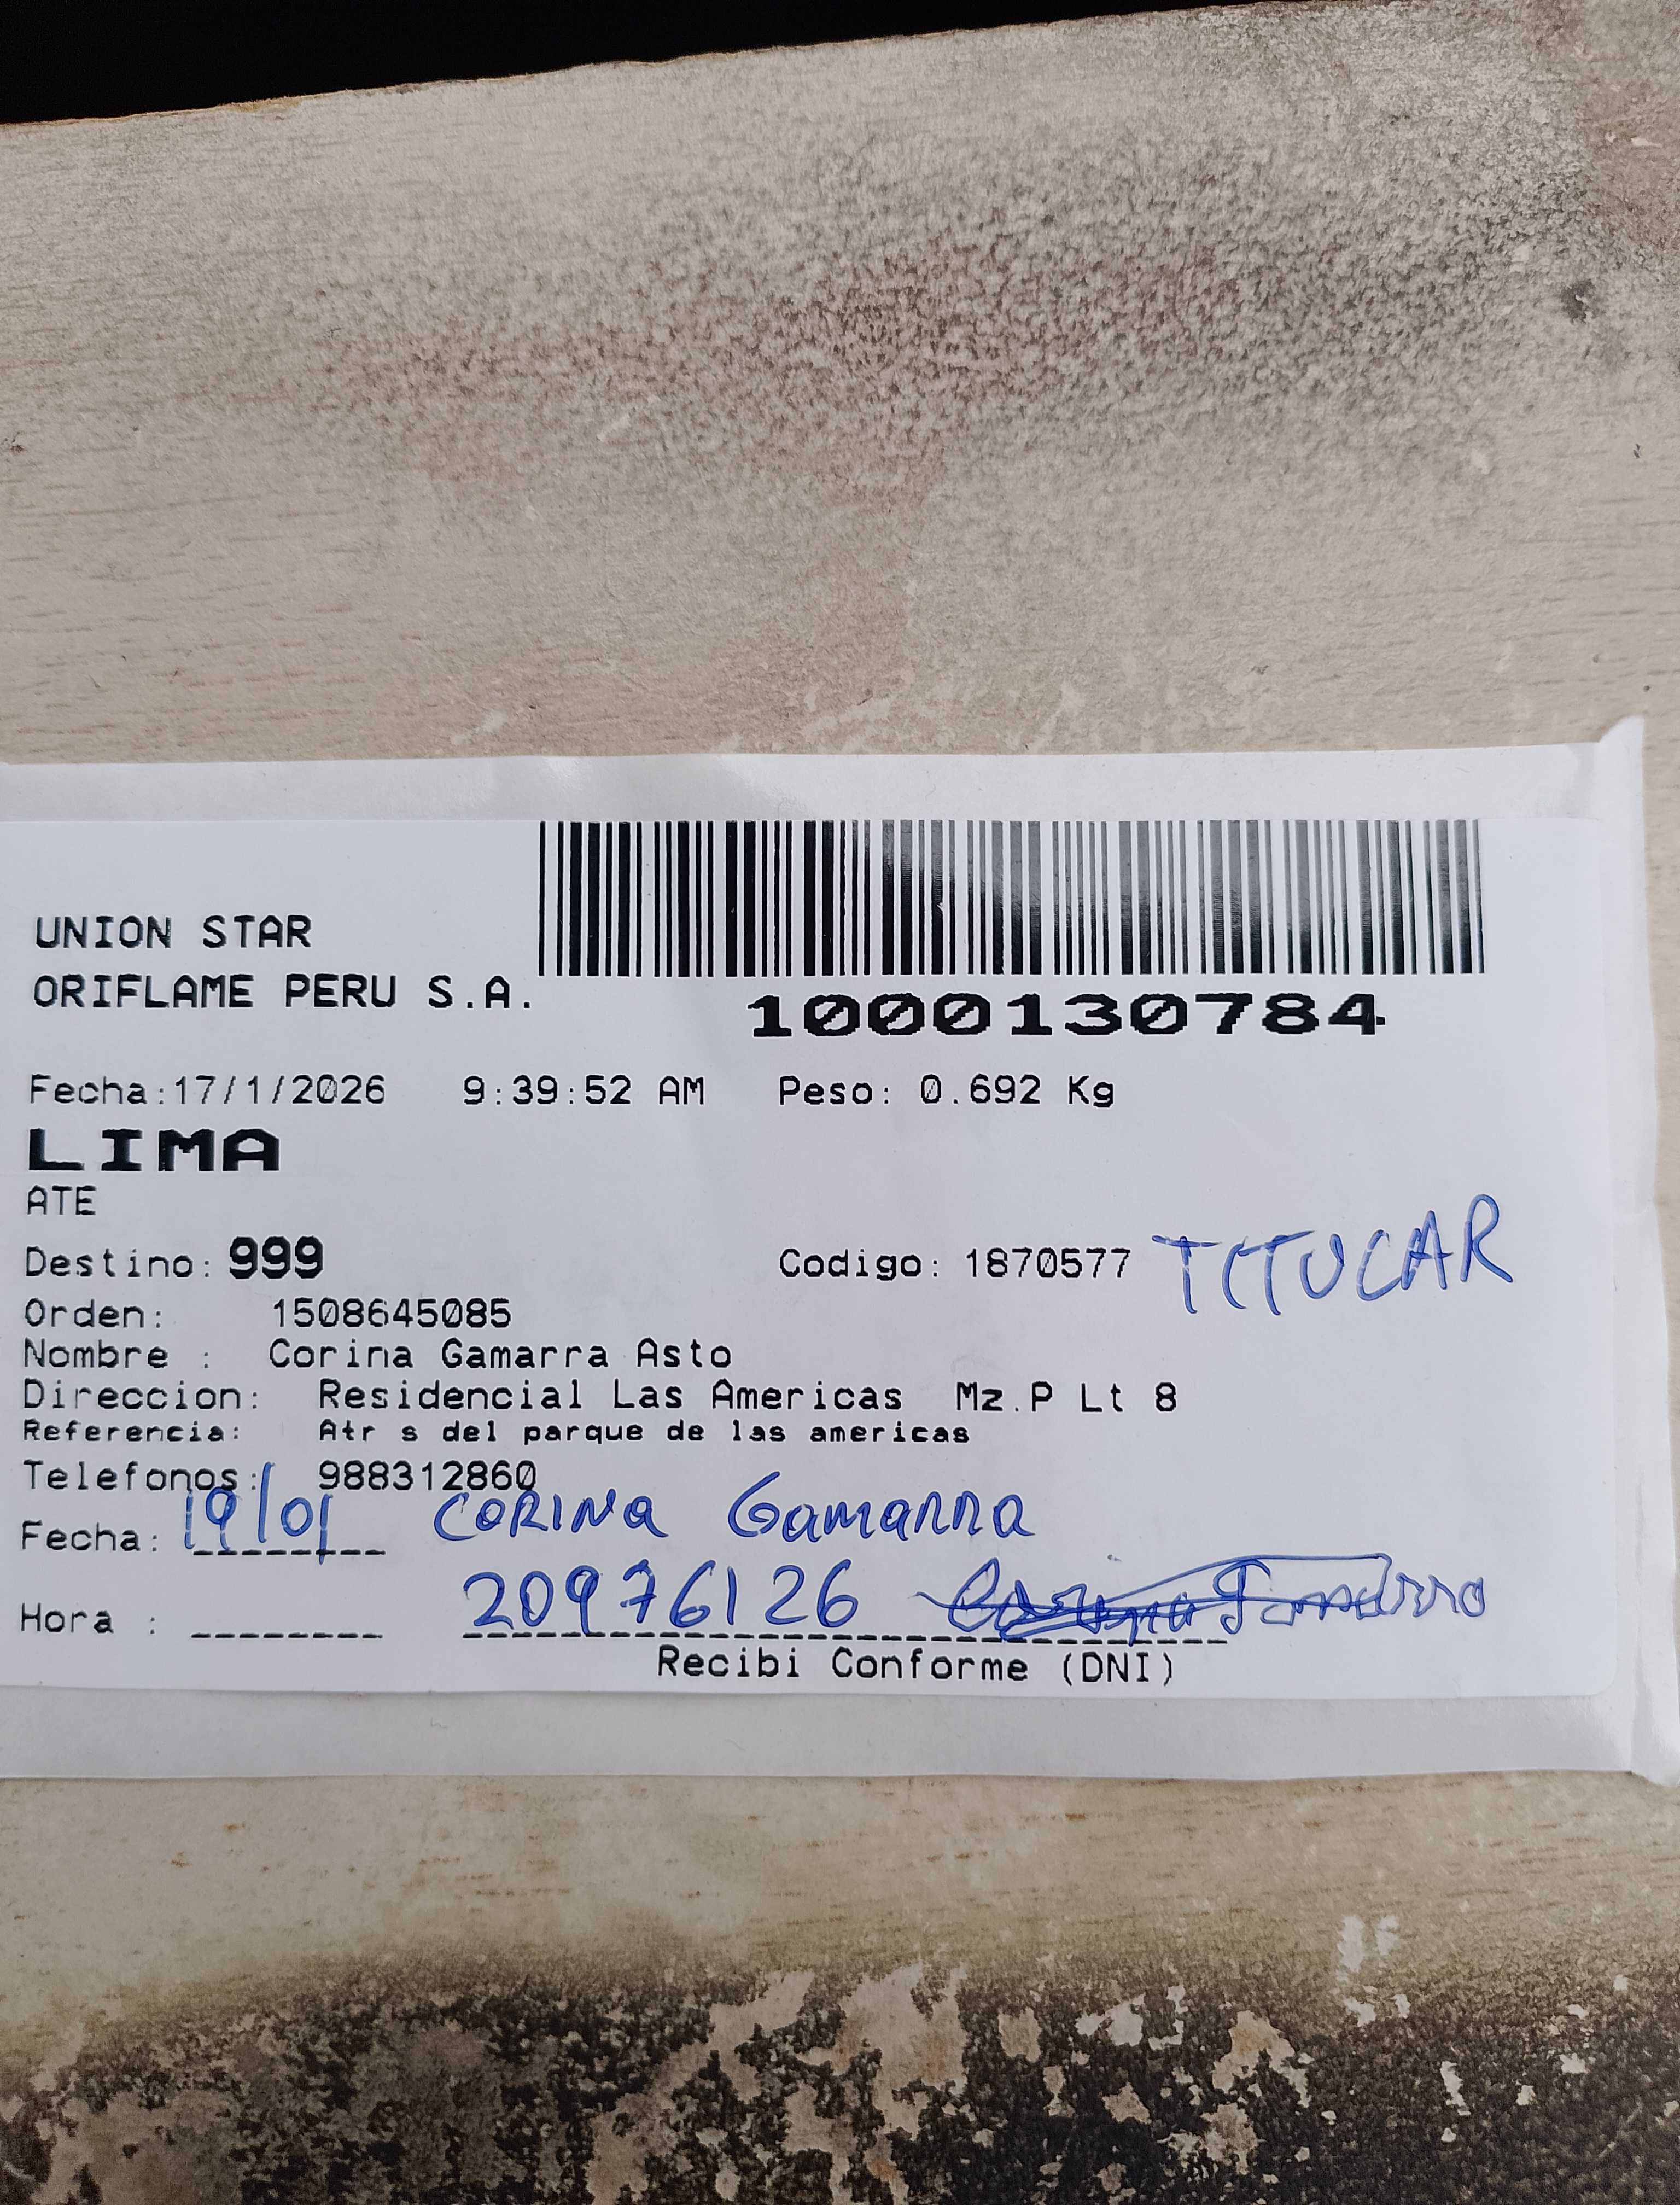 UNION STAR
ORIFLAME PERU S.A.
1000130784
Fecha:17/1/2026 9:39:52 AM Peso: 0.692 Kg
LIMA
ATE
Destino: 999 Codigo: 1870577 TITULAR
Orden: 1508645085
Nombre : Corina Gamarra Asto
Direccion: Residencial Las Americas Mz.P Lt 8
Referencia: Atr s del parque de las americas
Telefonos: 988312860
Fecha: 19/01 CORINA Gamarra
Hora : 20976126
Recibi Conforme (DNI)